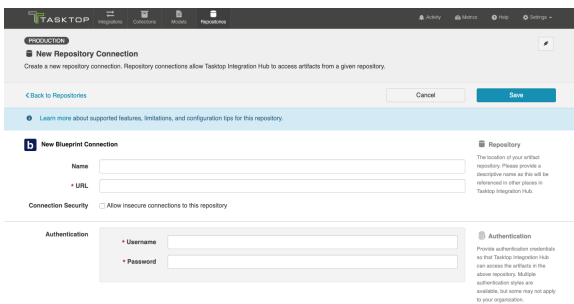 TASKTOP
Integrations
Collections
Models
Repositories
Activity
Metrics
Help
Settings
PRODUCTION
New Repository Connection
Create a new repository connection. Repository connections allow Tasktop Integration Hub to access artifacts from a given repository.
Back to Repositories
Cancel
Save
Learn more about supported features, limitations, and configuration tips for this repository.
b New Blueprint Connection
Name
* URL
Connection Security
Allow insecure connections to this repository
Repository
The location of your artifact
repository. Please provide a
descriptive name as this will be
referenced in other places in
Tasktop Integration Hub.
Authentication
* Username
* Password
Authentication
Provide authentication credentials
so that Tasktop Integration Hub
can access the artifacts in the
above repository. Multiple
authentication styles are
available, but some may not apply
to your organization.